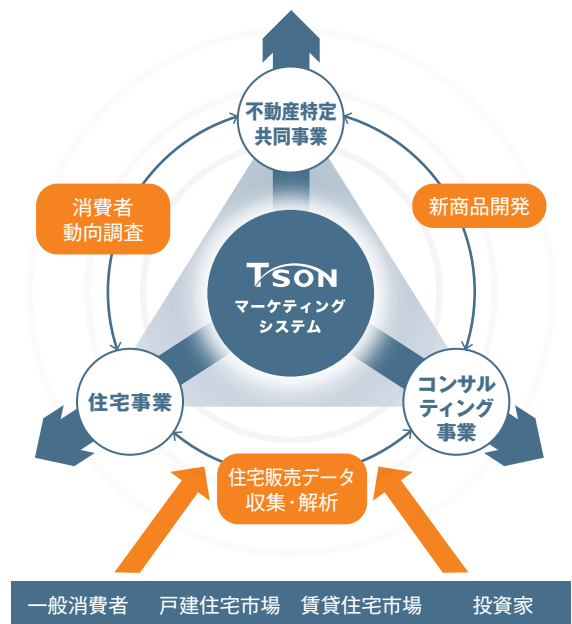 不動産特定
共同事業
消費者
動向調査
新商品開発
TSON
マーケティング
システム
住宅事業
コンサル
ティング
事業
住宅販売データ
収集・解析
一般消費者 戸建住宅市場 賃貸住宅市場 投資家